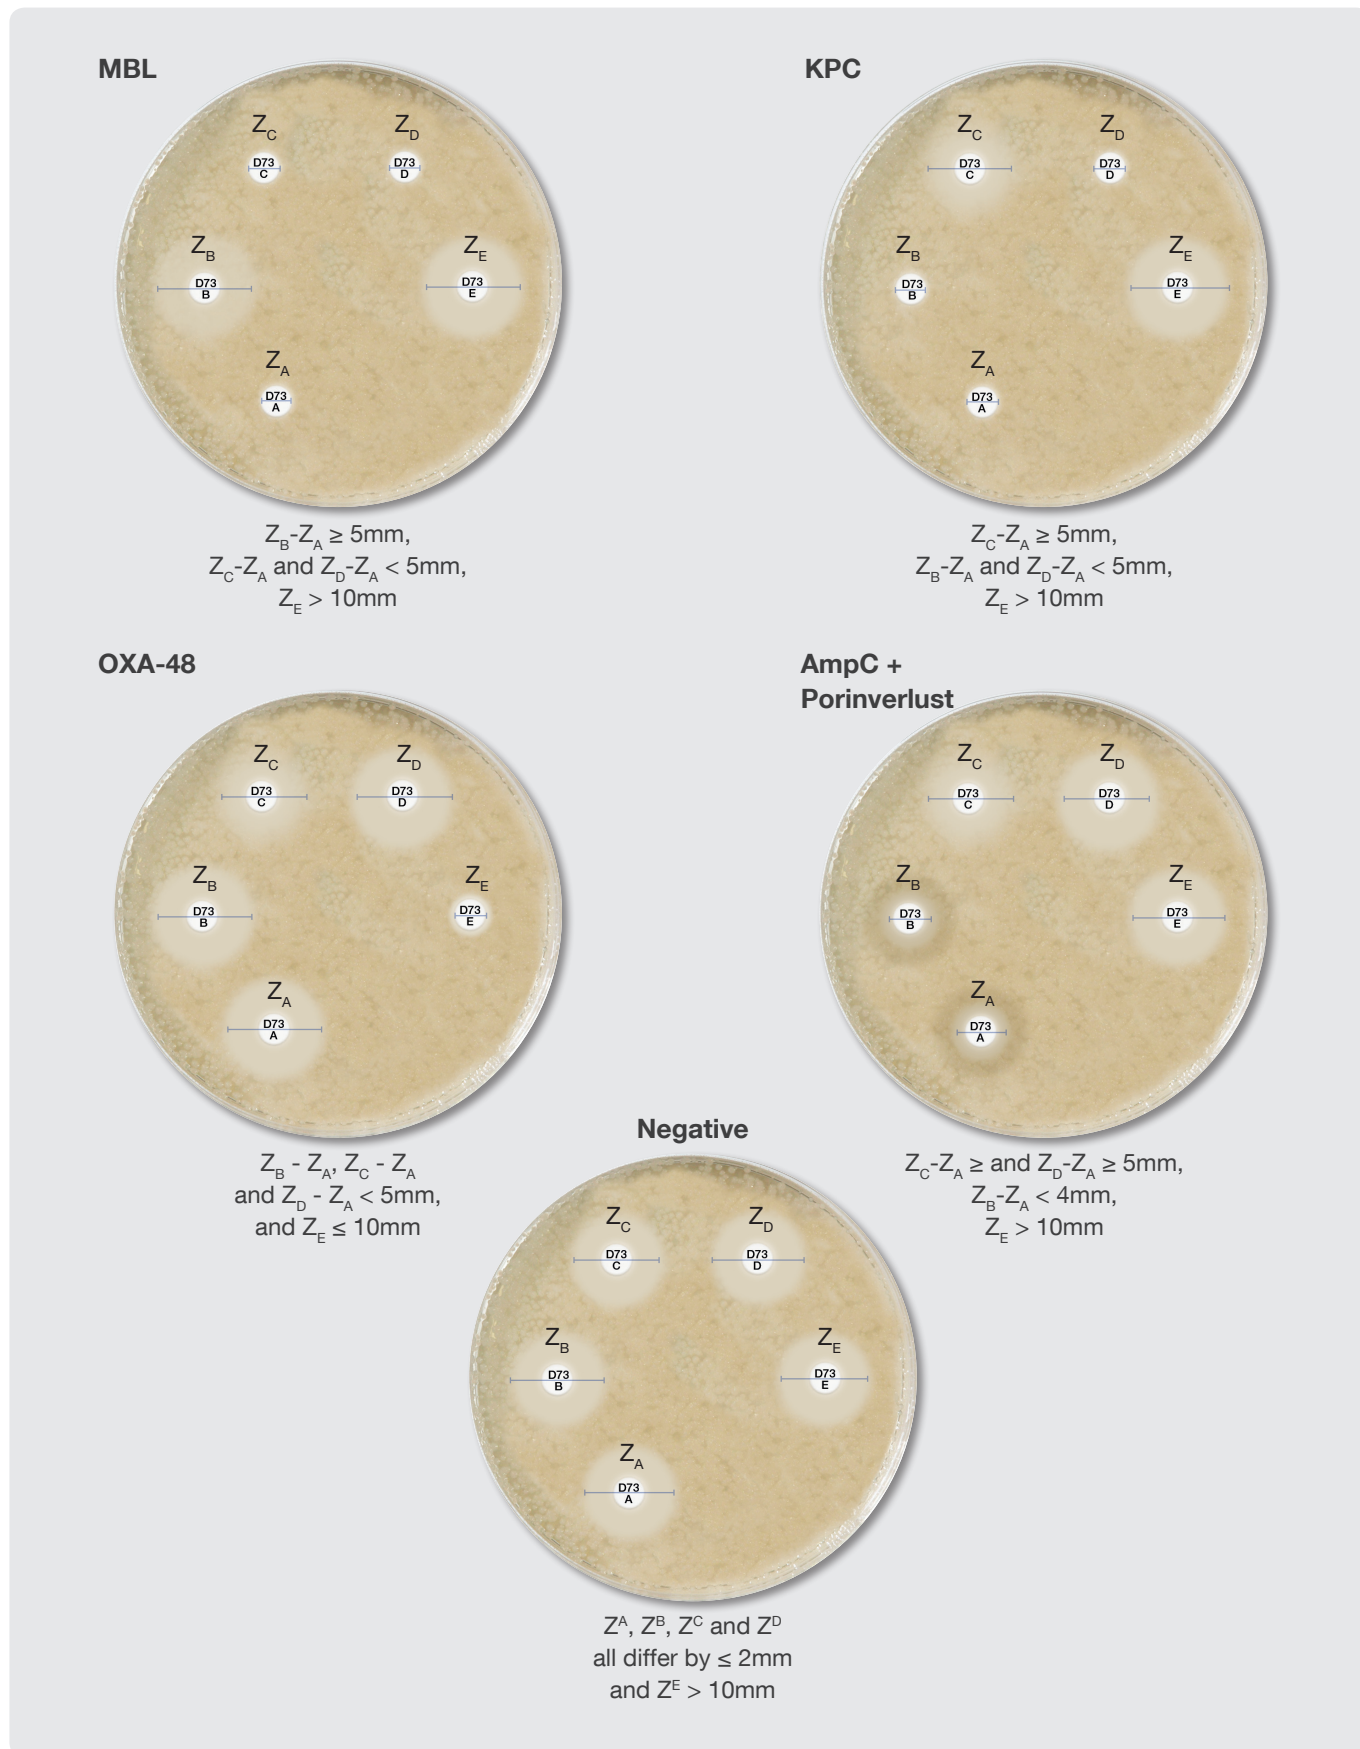 MBL
Z_C
Z_D
D73
C
D73
D
Z_B
Z_E
D73
B
D73
E
Z_A
D73
A
Z_B-Z_A ≥ 5mm,
Z_C-Z_A and Z_D-Z_A < 5mm,
Z_E > 10mm
KPC
Z_C
Z_D
D73
C
D73
D
Z_B
Z_E
D73
B
D73
E
Z_A
D73
A
Z_C-Z_A ≥ 5mm,
Z_B-Z_A and Z_D-Z_A < 5mm,
Z_E > 10mm
OXA-48
Z_C
Z_D
D73
C
D73
D
Z_B
Z_E
D73
B
D73
E
Z_A
D73
A
Z_B - Z_A, Z_C - Z_A
and Z_D - Z_A < 5mm,
and Z_E ≤ 10mm
AmpC +
Porinverlust
Z_C
Z_D
D73
C
D73
D
Z_B
Z_E
D73
B
D73
E
Z_A
D73
A
Z_C-Z_A ≥ and Z_D-Z_A ≥ 5mm,
Z_B-Z_A < 4mm,
Z_E > 10mm
Negative
Z_C
Z_D
D73
C
D73
D
Z_B
Z_E
D73
B
D73
E
Z_A
D73
A
Z^A, Z^B, Z^C and Z^D
all differ by ≤ 2mm
and Z^E > 10mm